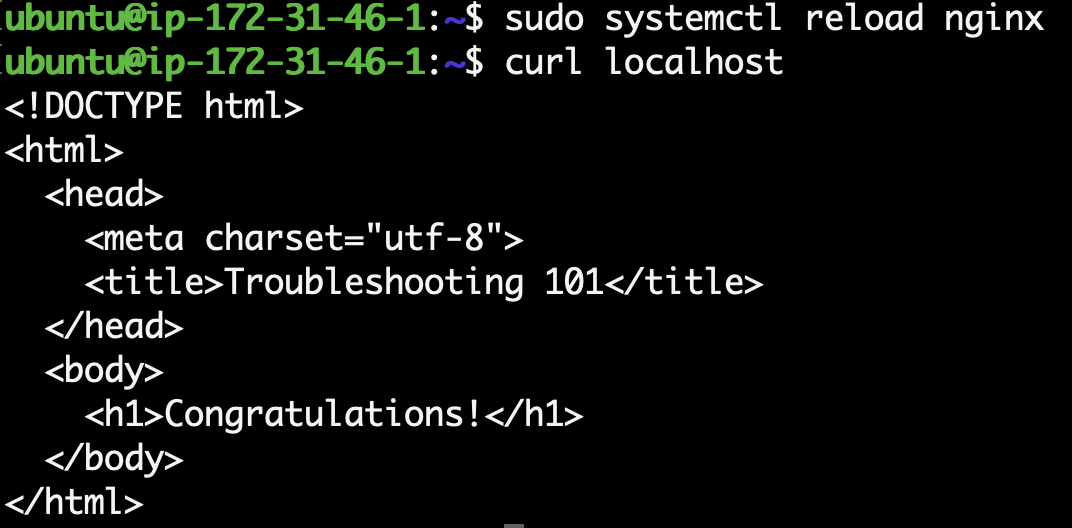 ubuntu@ip-172-31-46-1:~$ sudo systemctl reload nginx
ubuntu@ip-172-31-46-1:~$ curl localhost
<!DOCTYPE html>
<html>
  <head>
    <meta charset="utf-8">
    <title>Troubleshooting 101</title>
  </head>
  <body>
    <h1>Congratulations!</h1>
  </body>
</html>